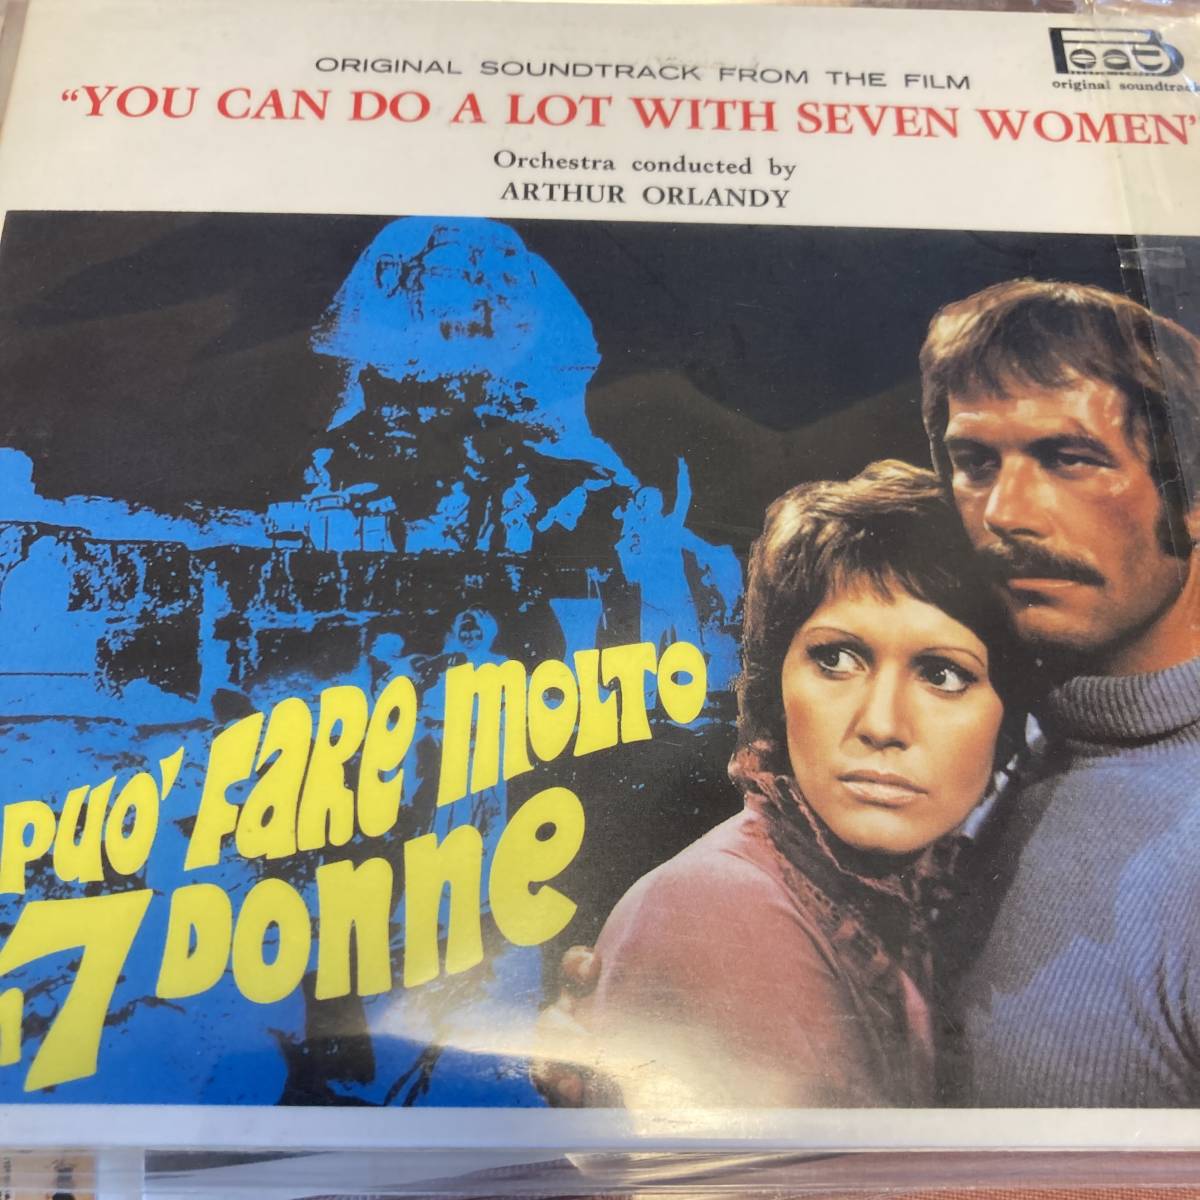 ORIGINAL SOUNDTRACK FROM THE FILM
Beat
original soundtrack
"YOU CAN DO A LOT WITH SEVEN WOMEN"
Orchestra conducted by
ARTHUR ORLANDY
PUO' FARE MOLTO
7 DONNE